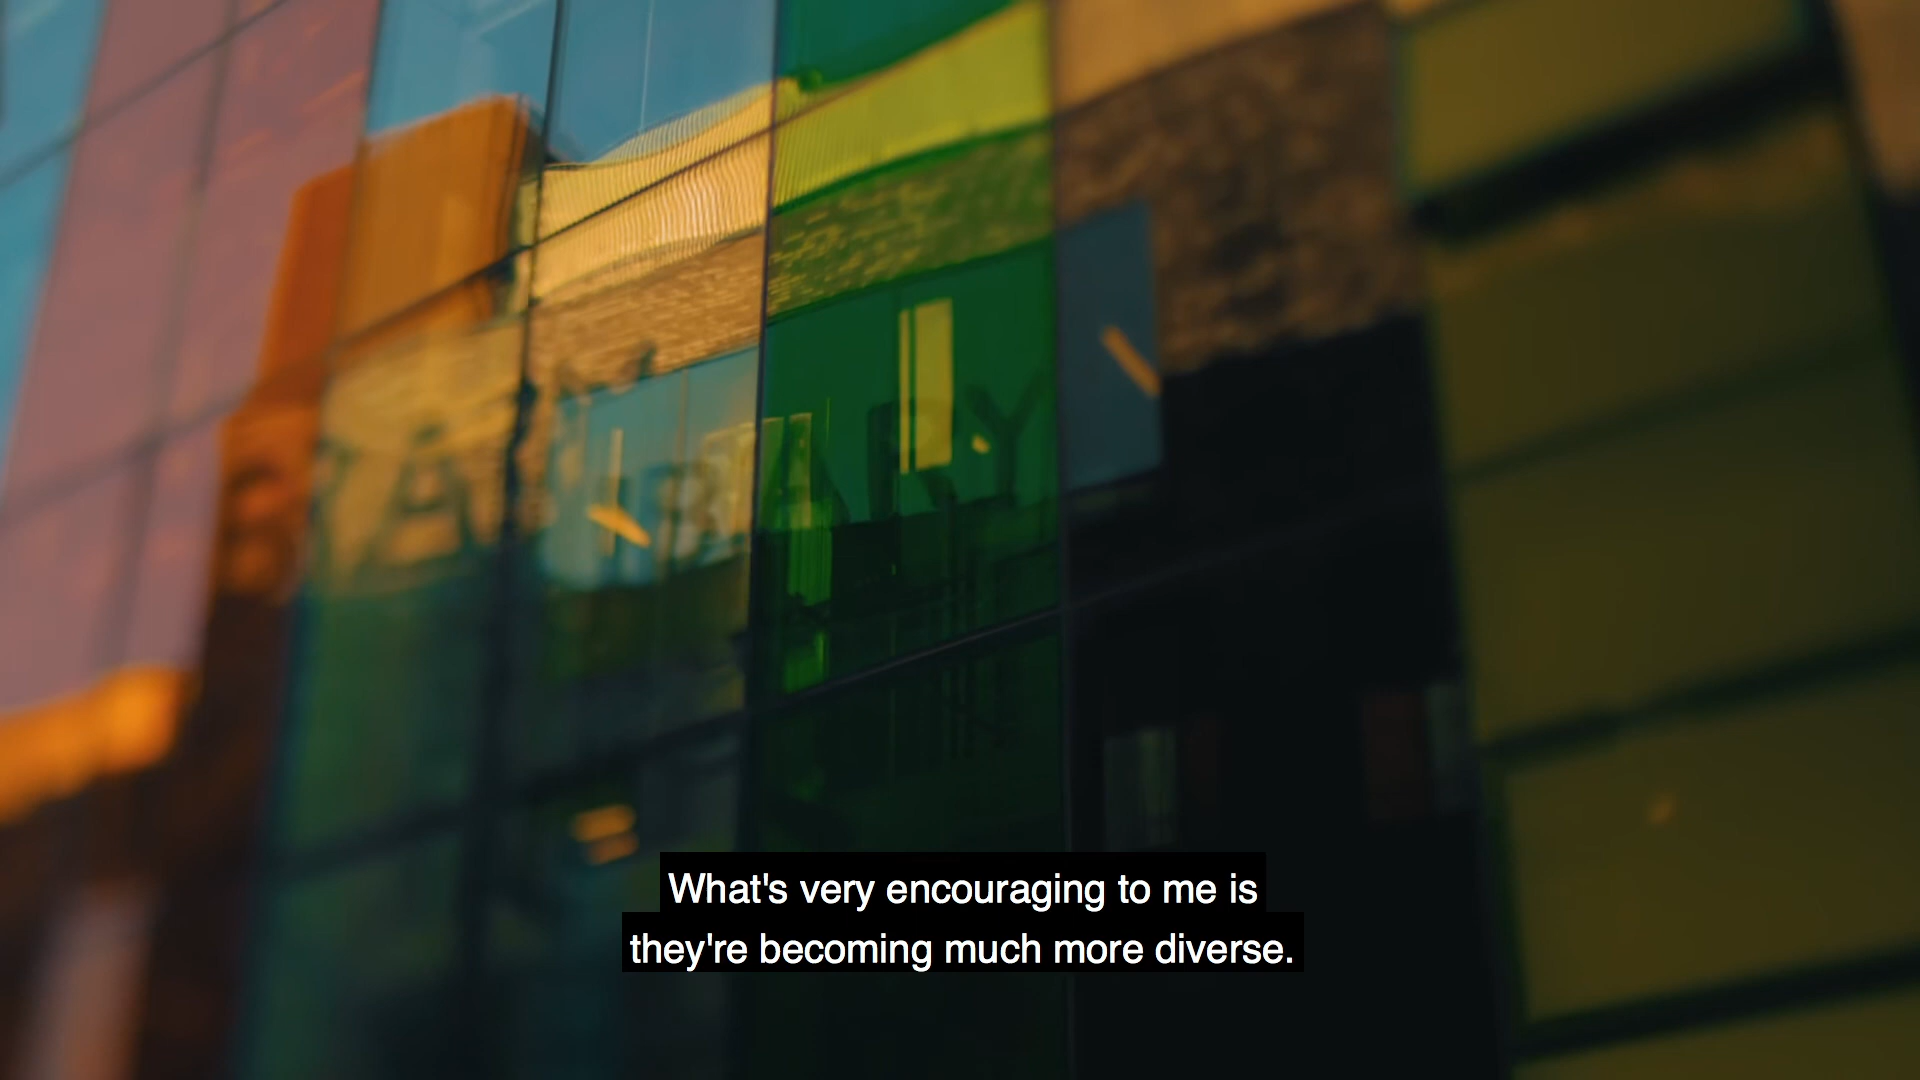 What's very encouraging to me is
they're becoming much more diverse.